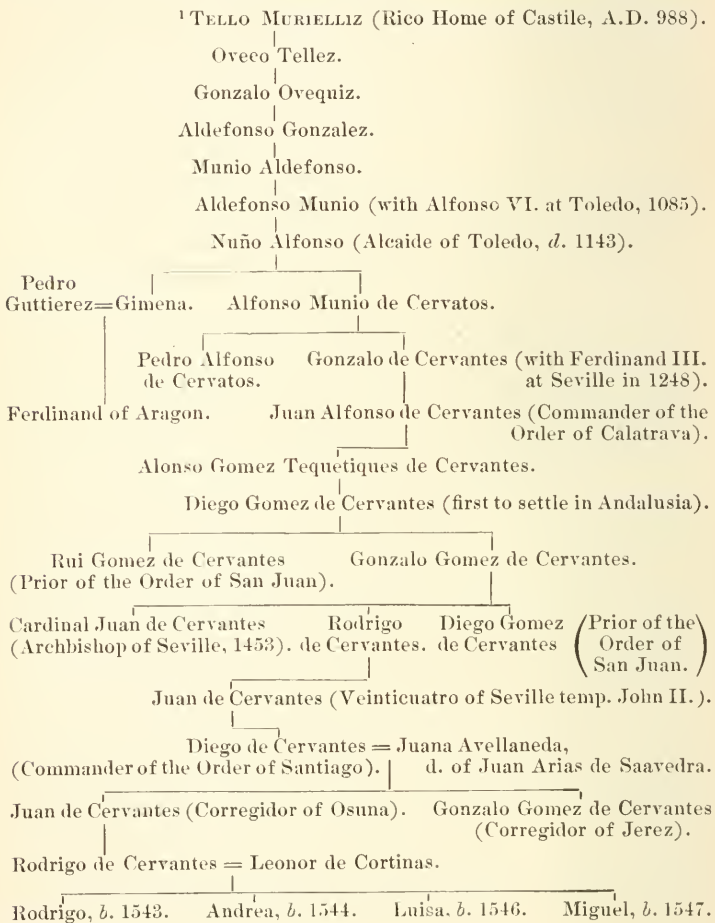 ¹ TELLO MURIELLIZ (Rico Home of Castile, A.D. 988).
Oveco Tellez.
Gonzalo Ovequiz.
Aldefonso Gonzalez.
Munio Aldefonso.
Aldefonso Munio (with Alfonso VI. at Toledo, 1085).
Nuño Alfonso (Alcaide of Toledo, d. 1143).
Pedro
Guttierez=Gimena. Alfonso Munio de Cervatos.
Pedro Alfonso Gonzalo de Cervantes (with Ferdinand III.
de Cervatos. at Seville in 1248).
Ferdinand of Aragon. Juan Alfonso de Cervantes (Commander of the
Order of Calatrava).
Alonso Gomez Tequetiques de Cervantes.
Diego Gomez de Cervantes (first to settle in Andalusia).
Rui Gomez de Cervantes Gonzalo Gomez de Cervantes.
(Prior of the Order of San Juan).
Cardinal Juan de Cervantes Rodrigo Diego Gomez (Prior of the
(Archbishop of Seville, 1453). de Cervantes. de Cervantes Order of
San Juan.)
Juan de Cervantes (Veinticuatro of Seville temp. John II.).
Diego de Cervantes = Juana Avellaneda,
(Commander of the Order of Santiago). d. of Juan Arias de Saavedra.
Juan de Cervantes (Corregidor of Osuna). Gonzalo Gomez de Cervantes
(Corregidor of Jerez).
Rodrigo de Cervantes = Leonor de Cortinas.
Rodrigo, b. 1543. Andrea, b. 1544. Luisa, b. 1546. Miguel, b. 1547.